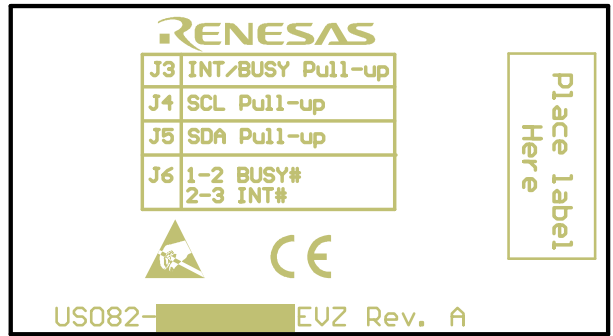 RENESAS
J3 INT/BUSY Pull-up
J4 SCL Pull-up
J5 SDA Pull-up
J6 1-2 BUSY#
2-3 INT#
Place label
Here
CE
US082-
EVZ Rev. A